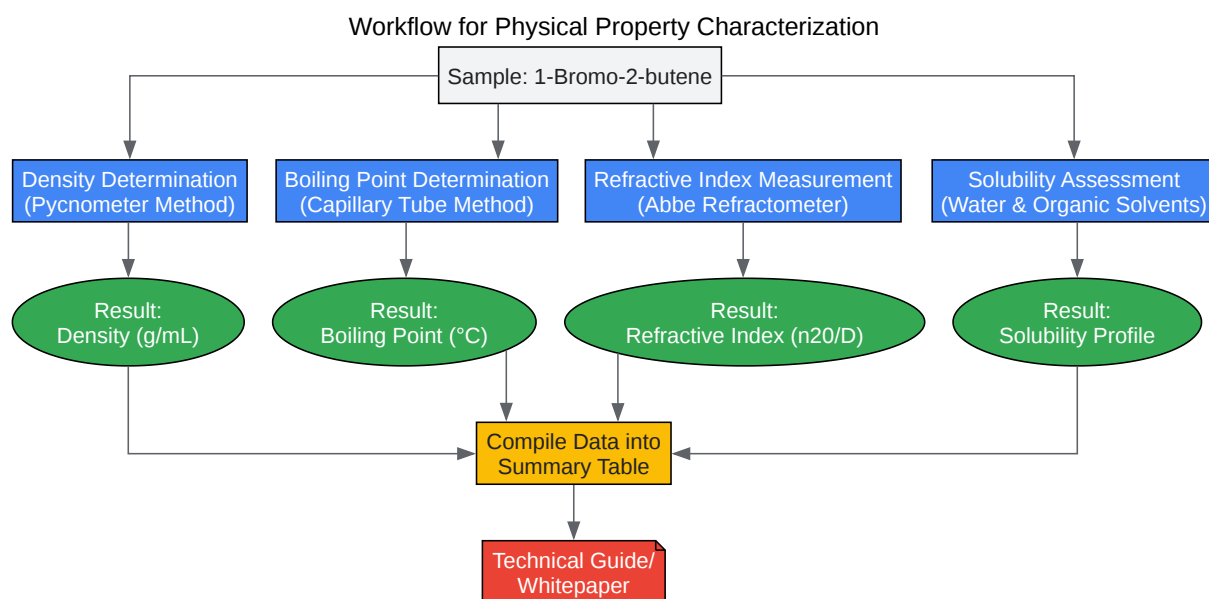 Workflow for Physical Property Characterization
Sample: 1-Bromo-2-butene
Density Determination
(Pycnometer Method)
Boiling Point Determination
(Capillary Tube Method)
Refractive Index Measurement
(Abbe Refractometer)
Solubility Assessment
(Water & Organic Solvents)
Result:
Density (g/mL)
Result:
Boiling Point (°C)
Result:
Refractive Index (n20/D)
Result:
Solubility Profile
Compile Data into
Summary Table
Technical Guide/
Whitepaper